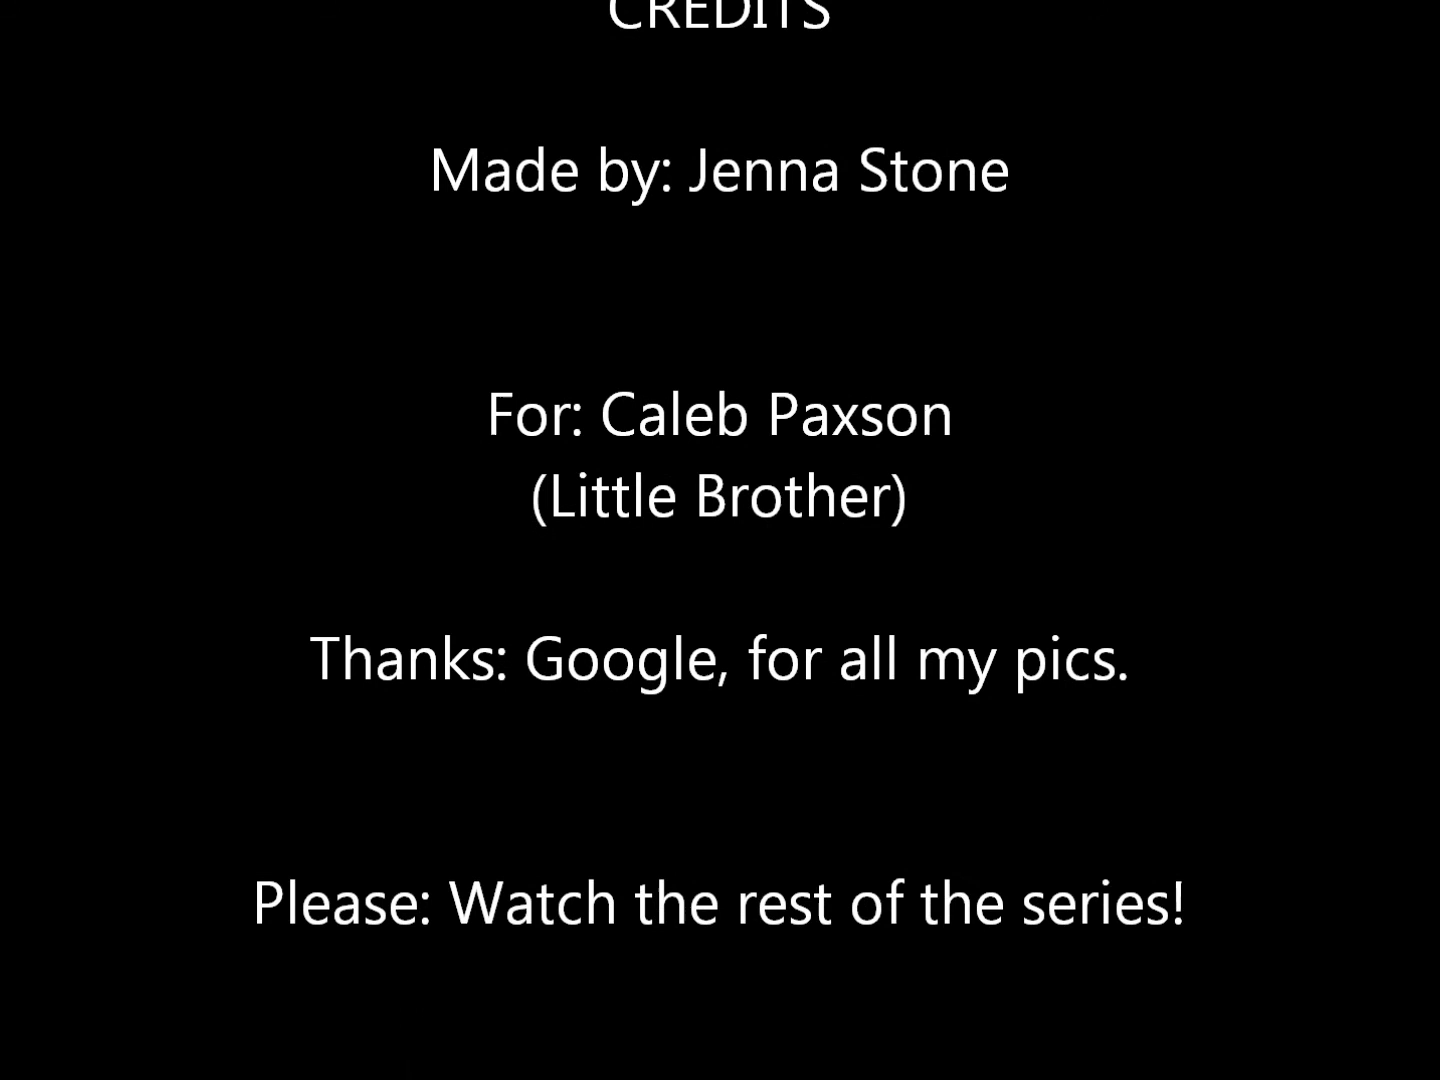 CREDITS
Made by: Jenna Stone
For: Caleb Paxson
(Little Brother)
Thanks: Google, for all my pics.
Please: Watch the rest of the series!